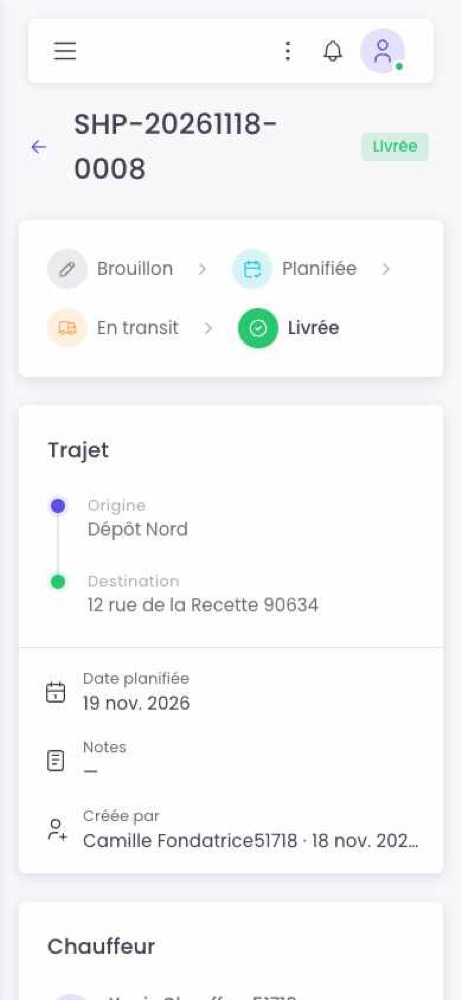 SHP-20261118-
0008
Livrée
Brouillon
Planifiée
En transit
Livrée
Trajet
Origine
Dépôt Nord
Destination
12 rue de la Recette 90634
Date planifiée
19 nov. 2026
Notes
—
Créée par
Camille Fondatrice51718 · 18 nov. 202...
Chauffeur